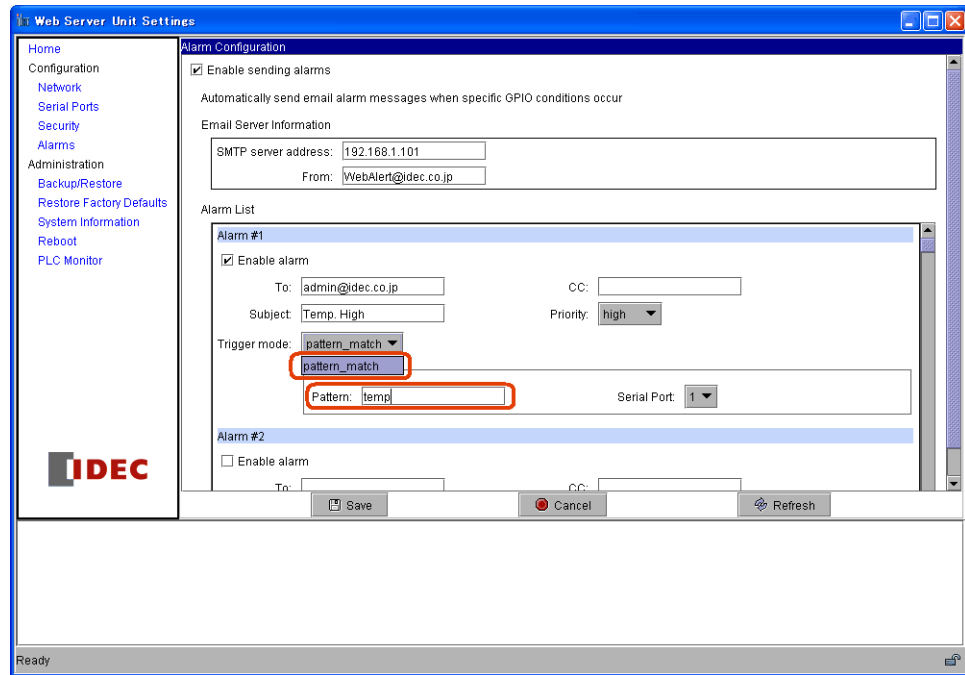 Web Server Unit Settings
Home
Configuration
Network
Serial Ports
Security
Alarms
Administration
Backup/Restore
Restore Factory Defaults
System Information
Reboot
PLC Monitor
IDEC
Alarm Configuration
Enable sending alarms
Automatically send email alarm messages when specific GPIO conditions occur
Email Server Information
SMTP server address: 192.168.1.101
From: WebAlert@idec.co.jp
Alarm List
Alarm #1
Enable alarm
To: admin@idec.co.jp CC:
Subject: Temp. High Priority: high
Trigger mode: pattern_match
pattern_match
Pattern: temp Serial Port: 1
Alarm #2
Enable alarm
To: CC:
Save Cancel Refresh
Ready